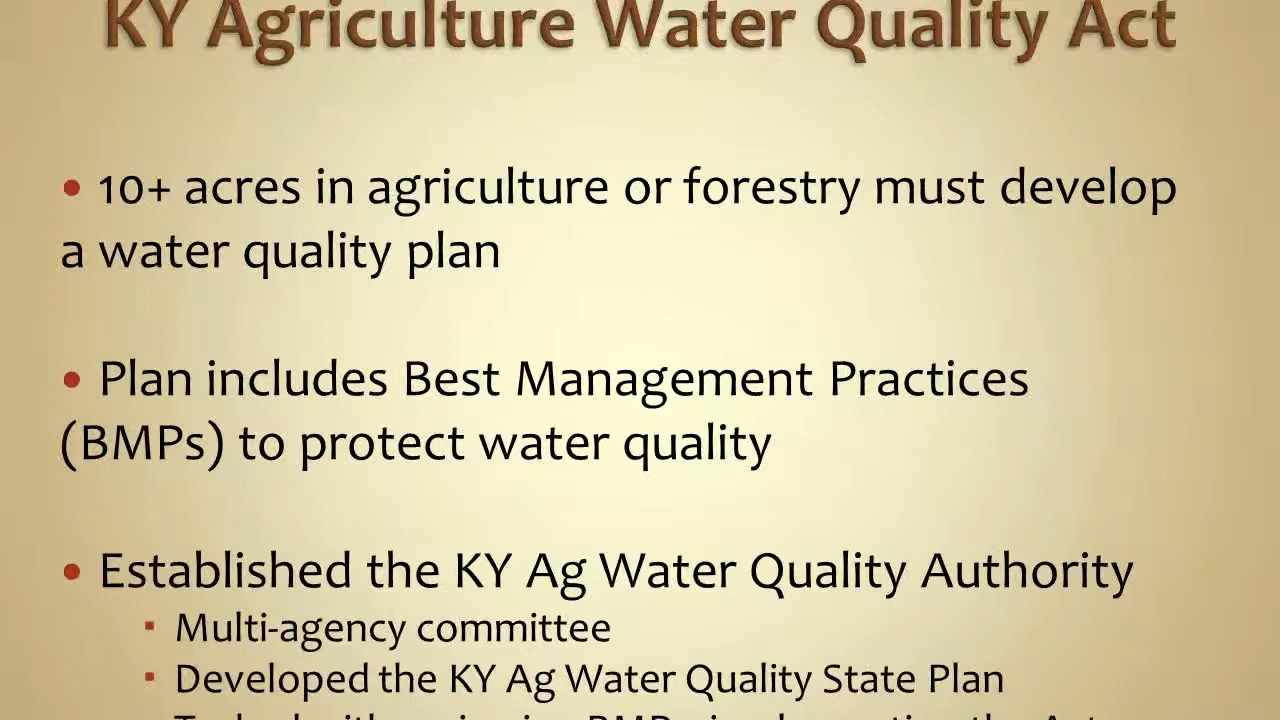 KY Agriculture Water Quality Act
• 10+ acres in agriculture or forestry must develop
a water quality plan
• Plan includes Best Management Practices
(BMPs) to protect water quality
• Established the KY Ag Water Quality Authority
▪ Multi-agency committee
▪ Developed the KY Ag Water Quality State Plan